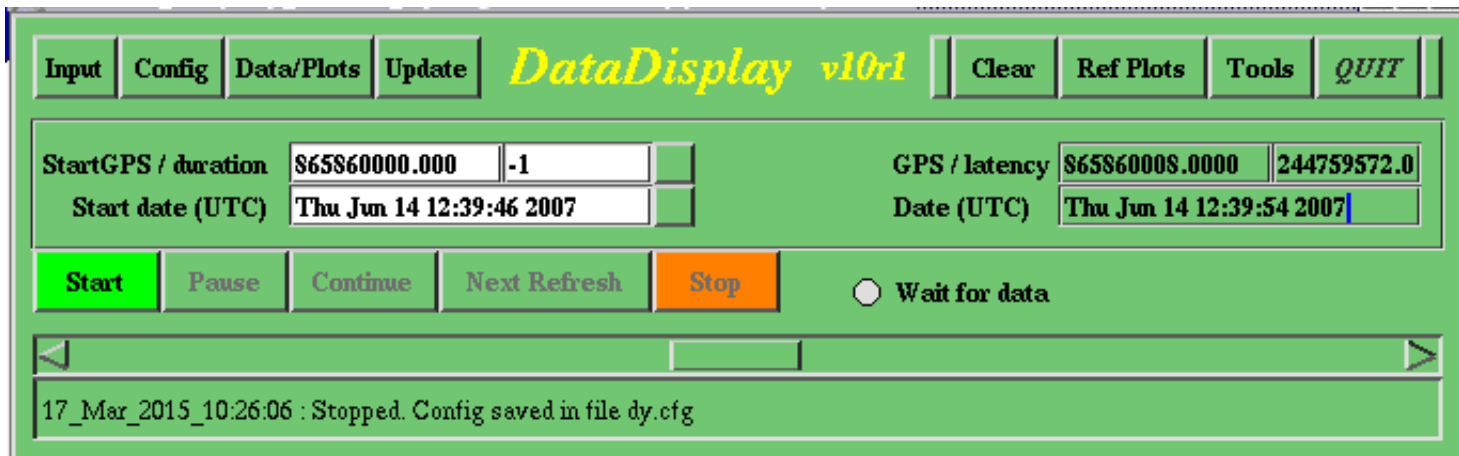 Input Config Data/Plots Update DataDisplay v10r1 Clear Ref Plots Tools QUIT
StartGPS / duration 865860000.000 -1 GPS / latency 865860008.0000 244759572.0
Start date (UTC) Thu Jun 14 12:39:46 2007 Date (UTC) Thu Jun 14 12:39:54 2007
Start Pause Continue Next Refresh Stop Wait for data
17_Mar_2015_10:26:06 : Stopped. Config saved in file dy.cfg